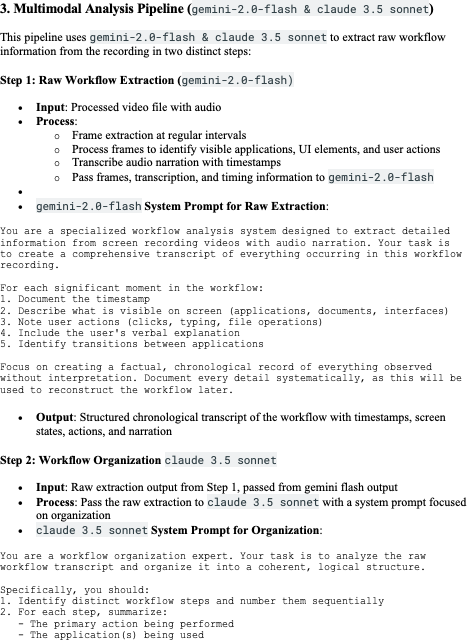 3. Multimodal Analysis Pipeline (gemini-2.0-flash & claude 3.5 sonnet)
This pipeline uses gemini-2.0-flash & claude 3.5 sonnet to extract raw workflow
information from the recording in two distinct steps:
Step 1: Raw Workflow Extraction (gemini-2.0-flash)
• Input: Processed video file with audio
• Process:
o Frame extraction at regular intervals
o Process frames to identify visible applications, UI elements, and user actions
o Transcribe audio narration with timestamps
o Pass frames, transcription, and timing information to gemini-2.0-flash
•
• gemini-2.0-flash System Prompt for Raw Extraction:
You are a specialized workflow analysis system designed to extract detailed
information from screen recording videos with audio narration. Your task is
to create a comprehensive transcript of everything occurring in this workflow
recording.
For each significant moment in the workflow:
1. Document the timestamp
2. Describe what is visible on screen (applications, documents, interfaces)
3. Note user actions (clicks, typing, file operations)
4. Include the user's verbal explanation
5. Identify transitions between applications
Focus on creating a factual, chronological record of everything observed
without interpretation. Document every detail systematically, as this will be
used to reconstruct the workflow later.
• Output: Structured chronological transcript of the workflow with timestamps, screen
states, actions, and narration
Step 2: Workflow Organization claude 3.5 sonnet
• Input: Raw extraction output from Step 1, passed from gemini flash output
• Process: Pass the raw extraction to claude 3.5 sonnet with a system prompt focused
on organization
• claude 3.5 sonnet System Prompt for Organization:
You are a workflow organization expert. Your task is to analyze the raw
workflow transcript and organize it into a coherent, logical structure.
Specifically, you should:
1. Identify distinct workflow steps and number them sequentially
2. For each step, summarize:
- The primary action being performed
- The application(s) being used